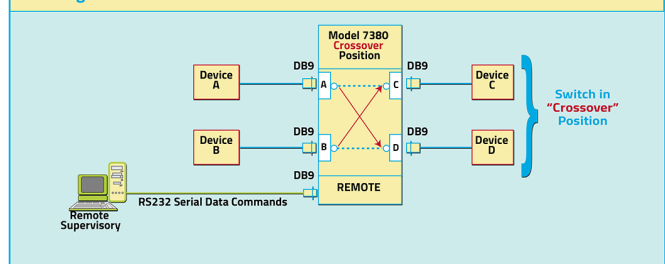 Model 7380
Crossover
Position
DB9
DB9
Device
A
A
C
Device
C
Switch in
“Crossover”
Position
DB9
DB9
Device
B
B
D
Device
D
DB9
REMOTE
RS232 Serial Data Commands
Remote
Supervisory